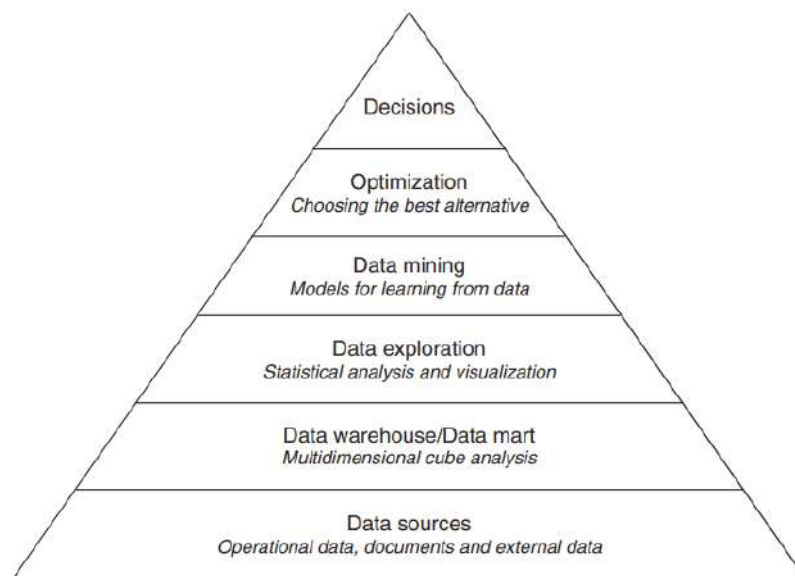 Decisions
Optimization
Choosing the best alternative
Data mining
Models for learning from data
Data exploration
Statistical analysis and visualization
Data warehouse/Data mart
Multidimensional cube analysis
Data sources
Operational data, documents and external data